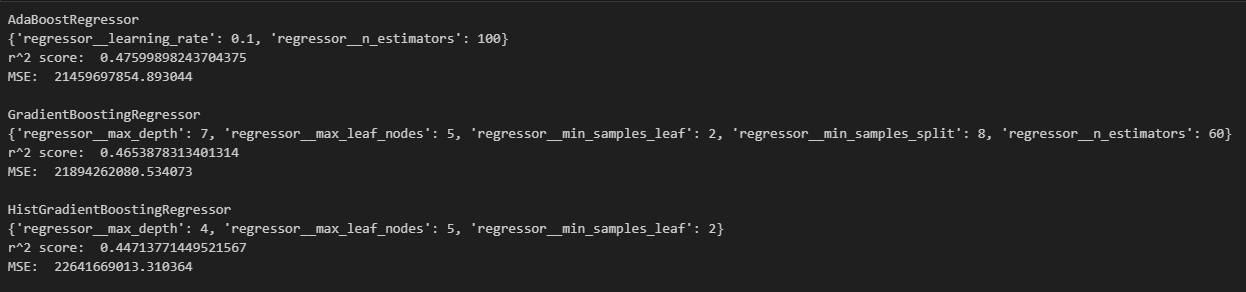 AdaBoostRegressor
{'regressor__learning_rate': 0.1, 'regressor__n_estimators': 100}
r^2 score:  0.47599898243704375
MSE:  21459697854.893044
GradientBoostingRegressor
{'regressor__max_depth': 7, 'regressor__max_leaf_nodes': 5, 'regressor__min_samples_leaf': 2, 'regressor__min_samples_split': 8, 'regressor__n_estimators': 60}
r^2 score:  0.4653878313401314
MSE:  21894262080.534073
HistGradientBoostingRegressor
{'regressor__max_depth': 4, 'regressor__max_leaf_nodes': 5, 'regressor__min_samples_leaf': 2}
r^2 score:  0.44713771449521567
MSE:  22641669013.310364